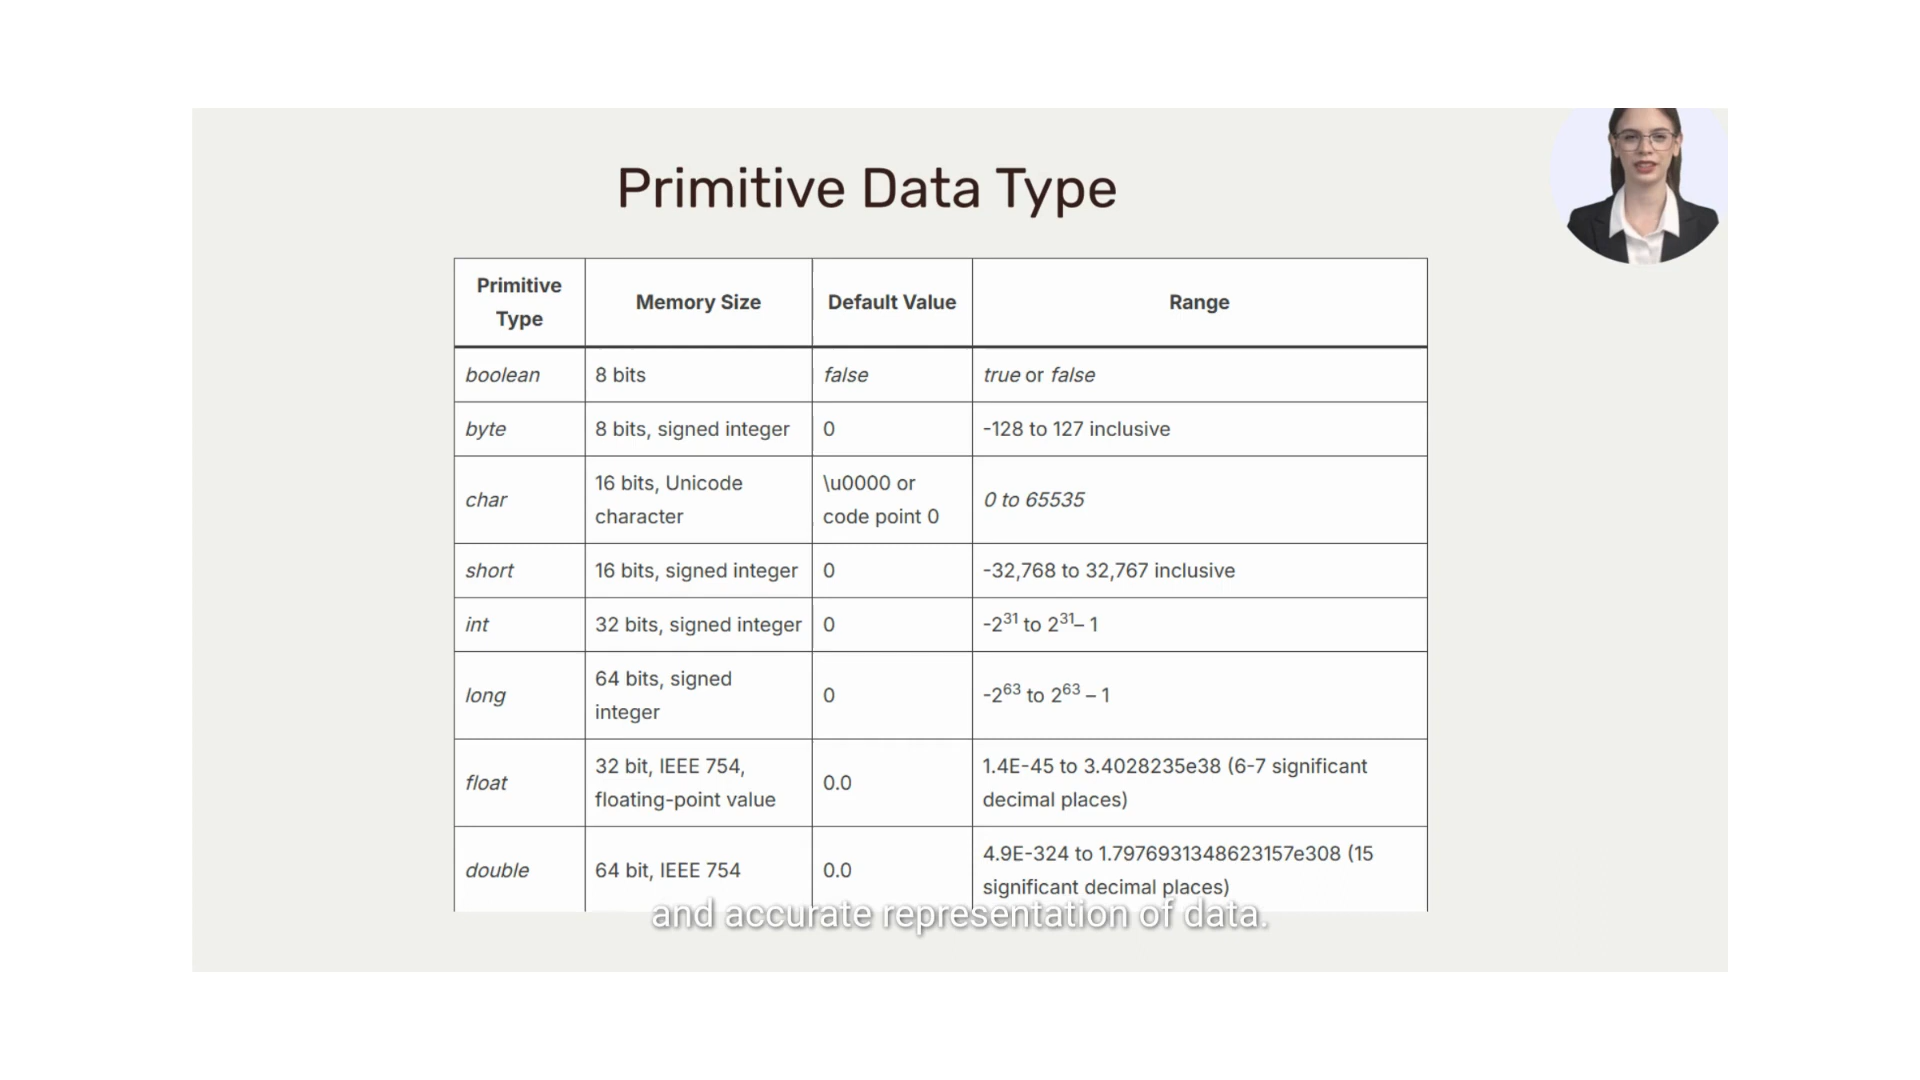 Primitive Data Type
Primitive
Type
Memory Size
Default Value
Range
boolean
8 bits
false
true or false
byte
8 bits, signed integer
0
-128 to 127 inclusive
char
16 bits, Unicode
character
\u0000 or
code point 0
0 to 65535
short
16 bits, signed integer
0
-32,768 to 32,767 inclusive
int
32 bits, signed integer
0
-2³¹ to 2³¹– 1
long
64 bits, signed
integer
0
-2⁶³ to 2⁶³ – 1
float
32 bit, IEEE 754,
floating-point value
0.0
1.4E-45 to 3.4028235e38 (6-7 significant
decimal places)
double
64 bit, IEEE 754
0.0
4.9E-324 to 1.7976931348623157e308 (15
significant decimal places)
and accurate representation of data.